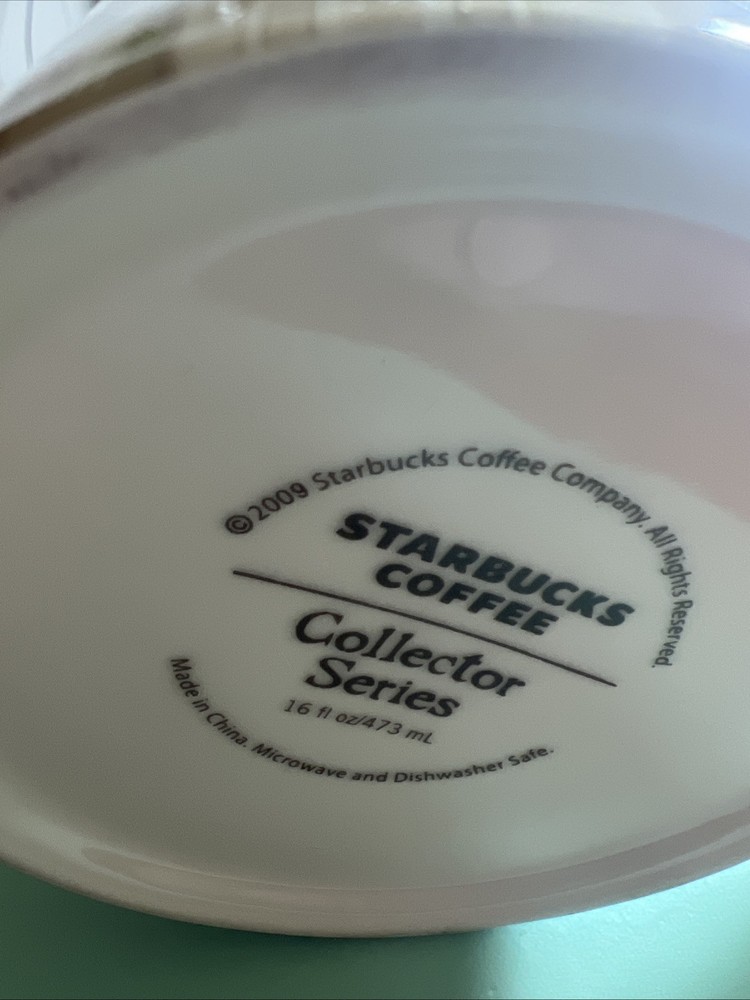 ©2009 Starbucks Coffee Company. All Rights Reserved.
STARBUCKS
COFFEE
Collector
Series
16 fl oz/473 mL
Made in China. Microwave and Dishwasher Safe.